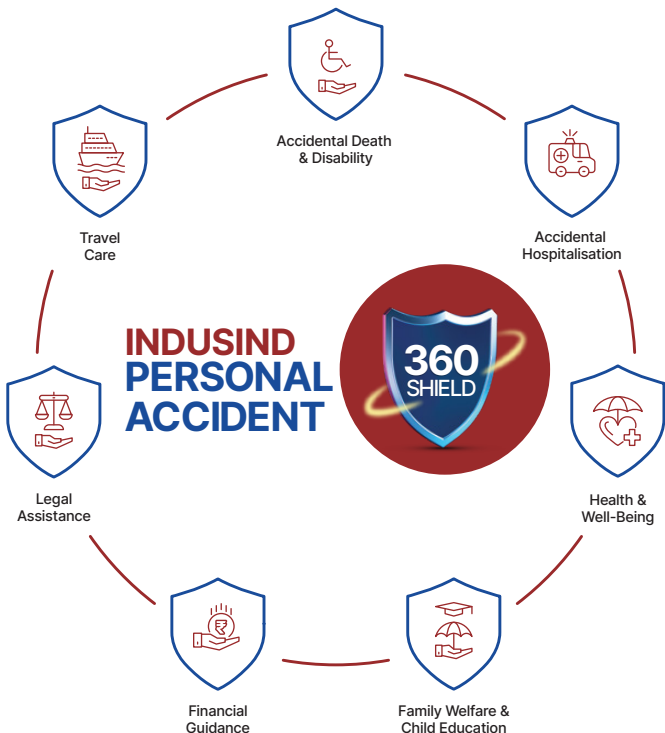 Accidental Death
& Disability
Travel
Care
Accidental
Hospitalisation
INDUSIND
PERSONAL
ACCIDENT
360
SHIELD
Legal
Assistance
Health &
Well-Being
₹
Financial
Guidance
Family Welfare &
Child Education